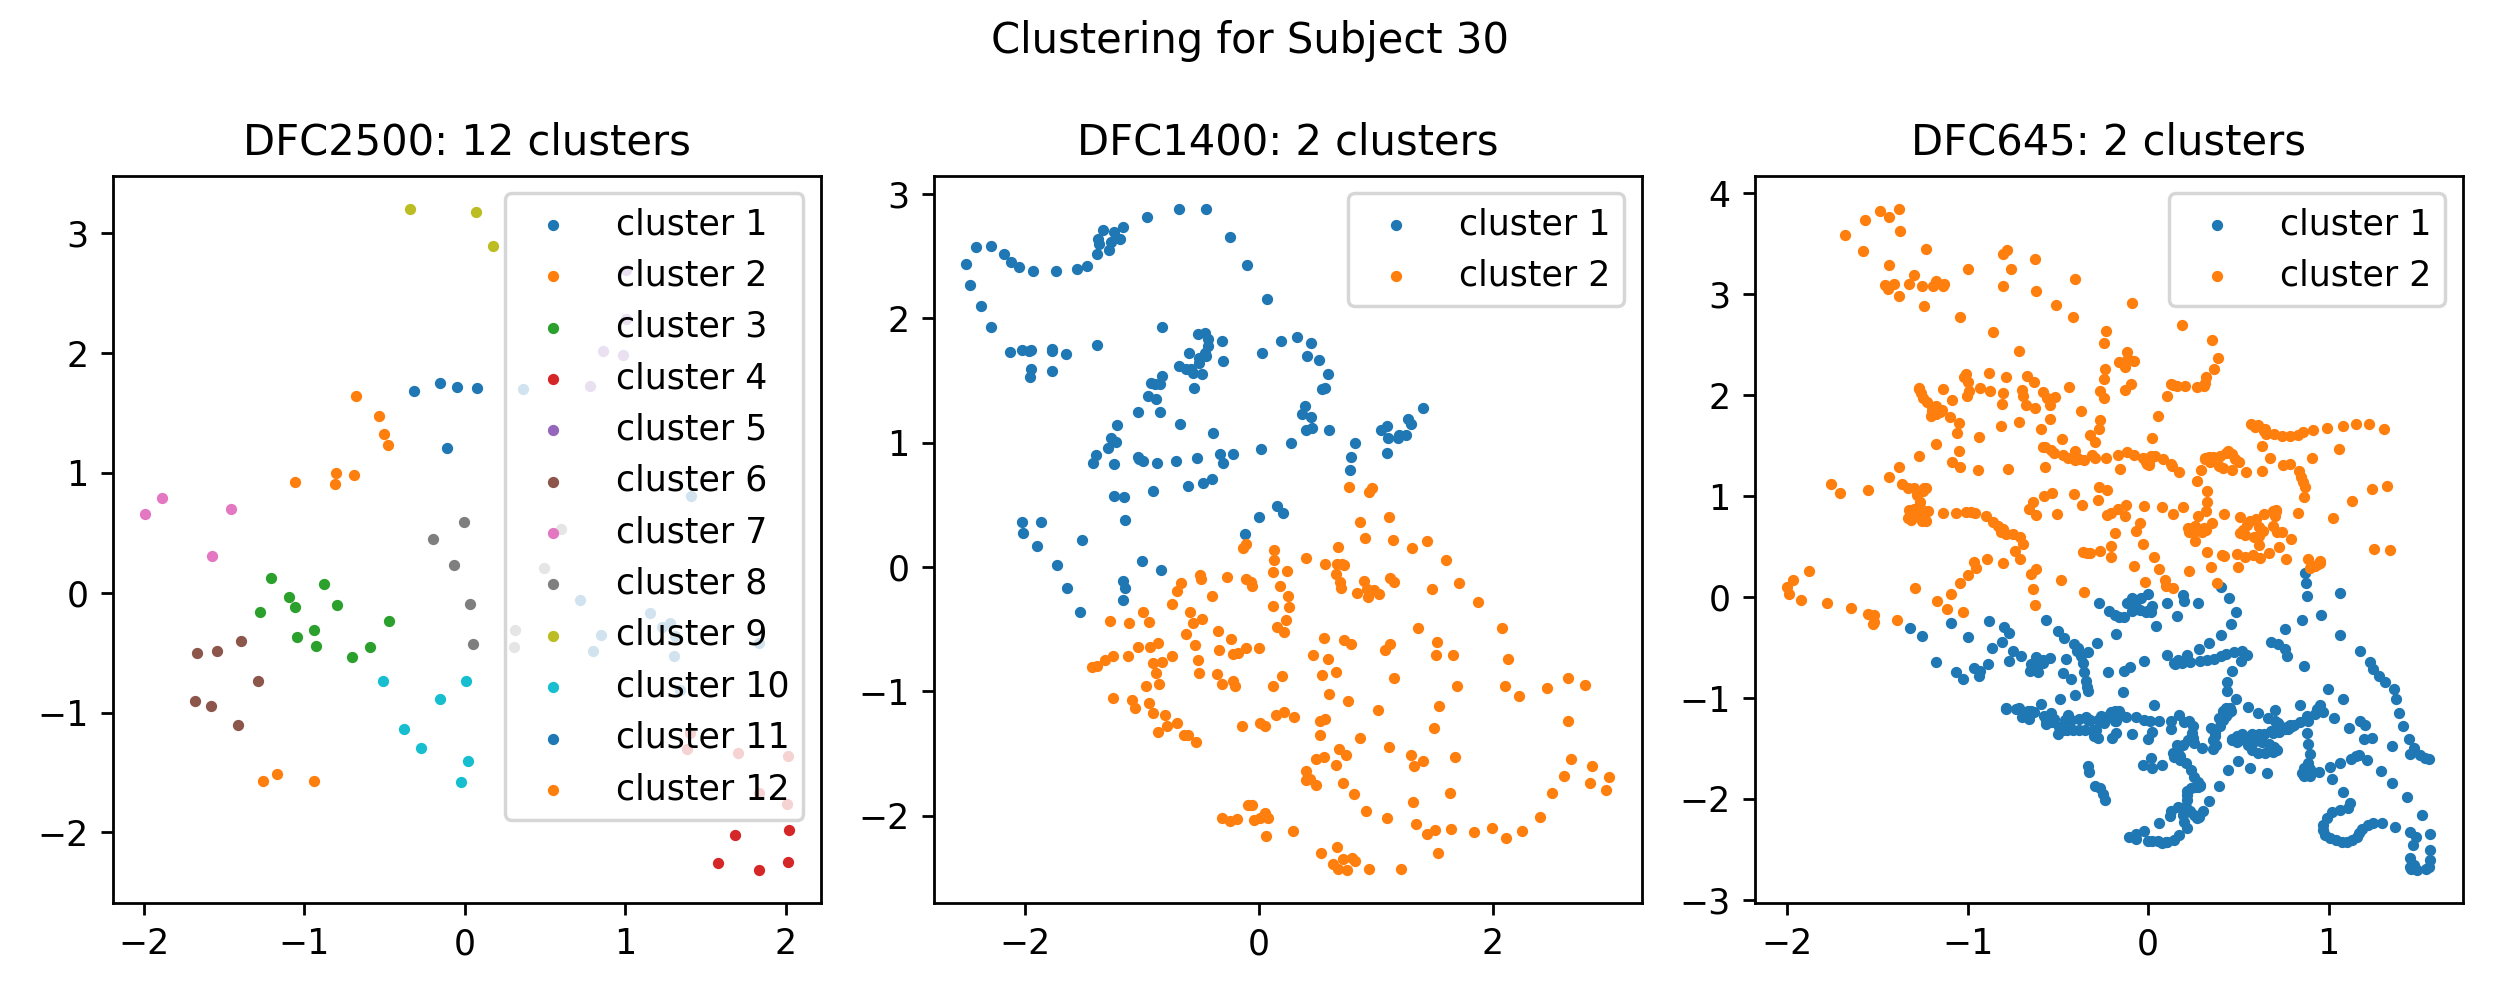 Clustering for Subject 30
DFC2500: 12 clusters
3
2
1
0
−1
−2
−2
−1
0
1
2
cluster 1
cluster 2
cluster 3
cluster 4
cluster 5
cluster 6
cluster 7
cluster 8
cluster 9
cluster 10
cluster 11
cluster 12
DFC1400: 2 clusters
3
2
1
0
−1
−2
−2
0
2
cluster 1
cluster 2
DFC645: 2 clusters
4
3
2
1
0
−1
−2
−3
−2
−1
0
1
cluster 1
cluster 2